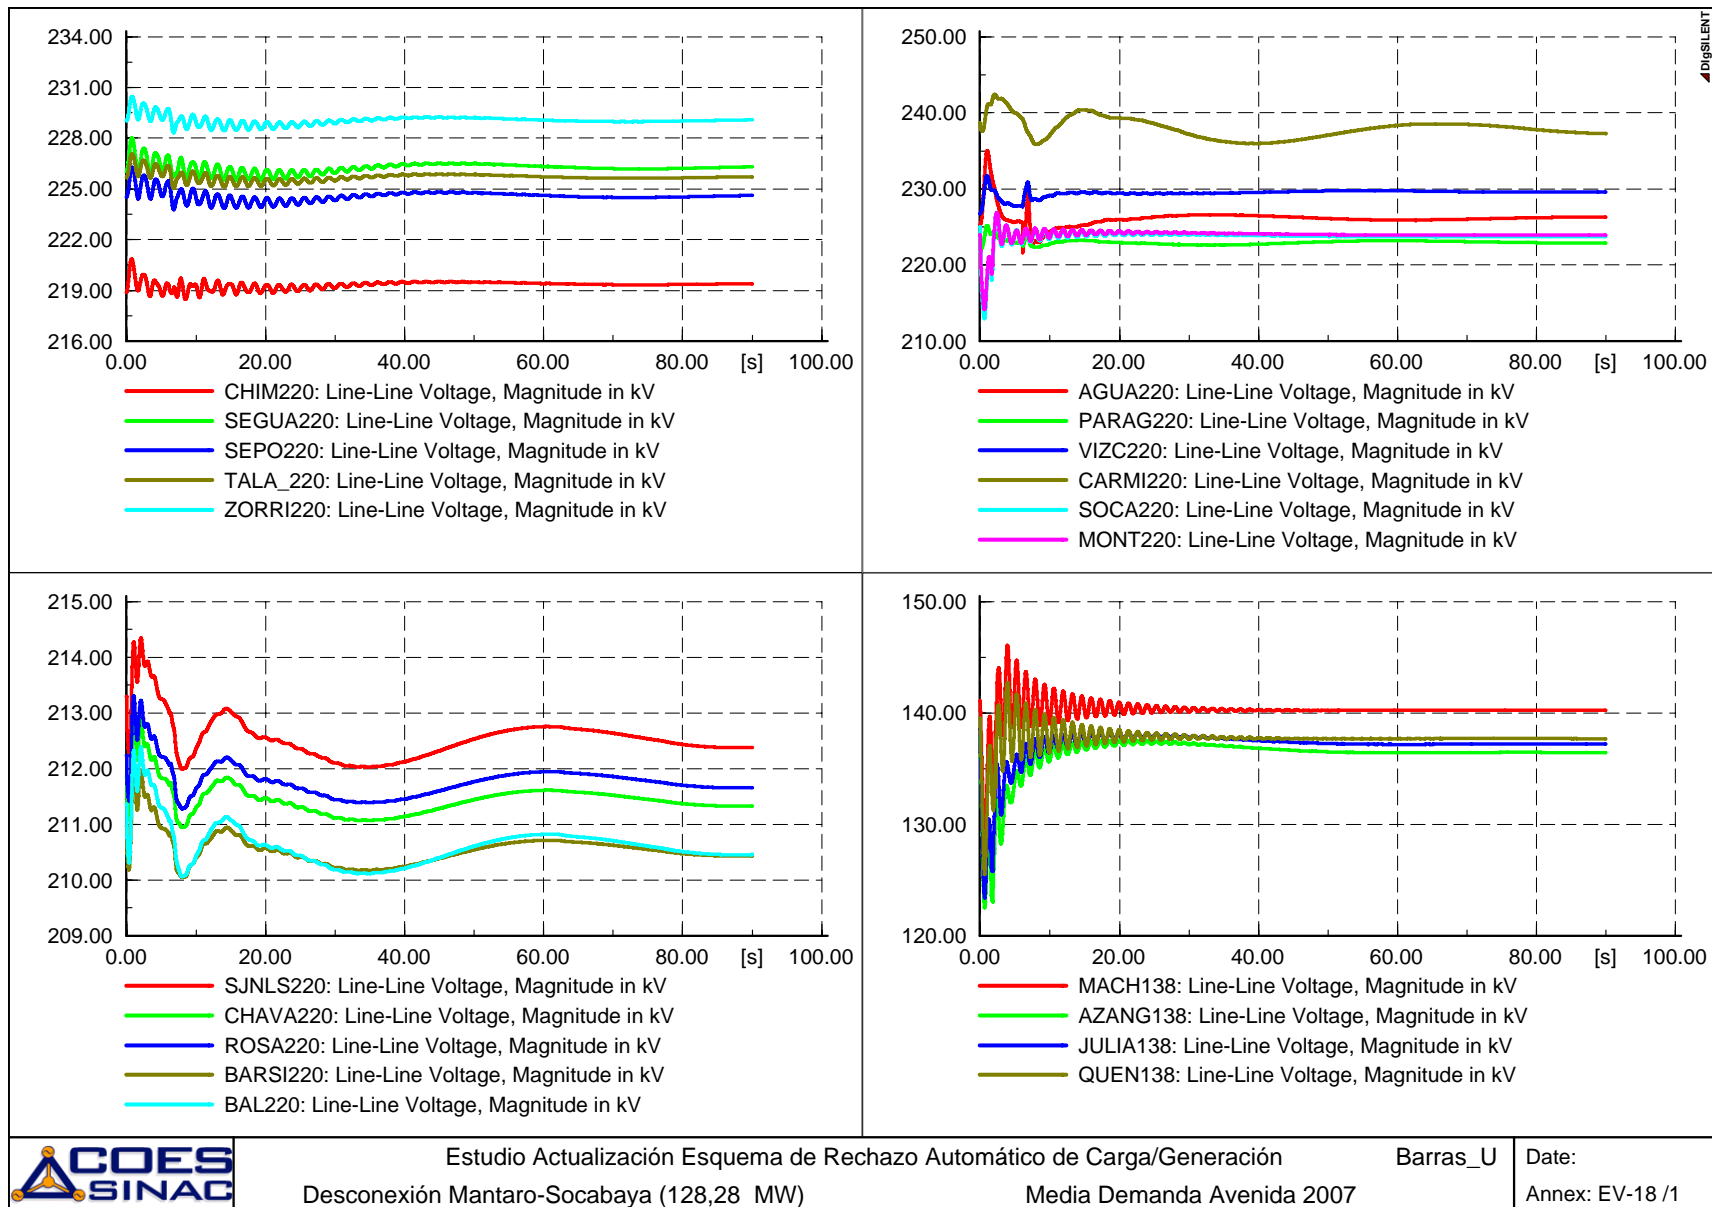 234.00
231.00
228.00
225.00
222.00
219.00
216.00
0.00 20.00 40.00 60.00 80.00 [s] 100.00
CHIM220: Line-Line Voltage, Magnitude in kV
SEGUA220: Line-Line Voltage, Magnitude in kV
SEPO220: Line-Line Voltage, Magnitude in kV
TALA_220: Line-Line Voltage, Magnitude in kV
ZORRI220: Line-Line Voltage, Magnitude in kV
250.00
240.00
230.00
220.00
210.00
0.00 20.00 40.00 60.00 80.00 [s] 100.00
AGUA220: Line-Line Voltage, Magnitude in kV
PARAG220: Line-Line Voltage, Magnitude in kV
VIZC220: Line-Line Voltage, Magnitude in kV
CARMI220: Line-Line Voltage, Magnitude in kV
SOCA220: Line-Line Voltage, Magnitude in kV
MONT220: Line-Line Voltage, Magnitude in kV
DIgSILENT
215.00
214.00
213.00
212.00
211.00
210.00
209.00
0.00 20.00 40.00 60.00 80.00 [s] 100.00
SJNLS220: Line-Line Voltage, Magnitude in kV
CHAVA220: Line-Line Voltage, Magnitude in kV
ROSA220: Line-Line Voltage, Magnitude in kV
BARSI220: Line-Line Voltage, Magnitude in kV
BAL220: Line-Line Voltage, Magnitude in kV
150.00
140.00
130.00
120.00
0.00 20.00 40.00 60.00 80.00 [s] 100.00
MACH138: Line-Line Voltage, Magnitude in kV
AZANG138: Line-Line Voltage, Magnitude in kV
JULIA138: Line-Line Voltage, Magnitude in kV
QUEN138: Line-Line Voltage, Magnitude in kV
COES
SINAC
Estudio Actualización Esquema de Rechazo Automático de Carga/Generación Barras_U
Desconexión Mantaro-Socabaya (128,28 MW) Media Demanda Avenida 2007
Date:
Annex: EV-18 /1